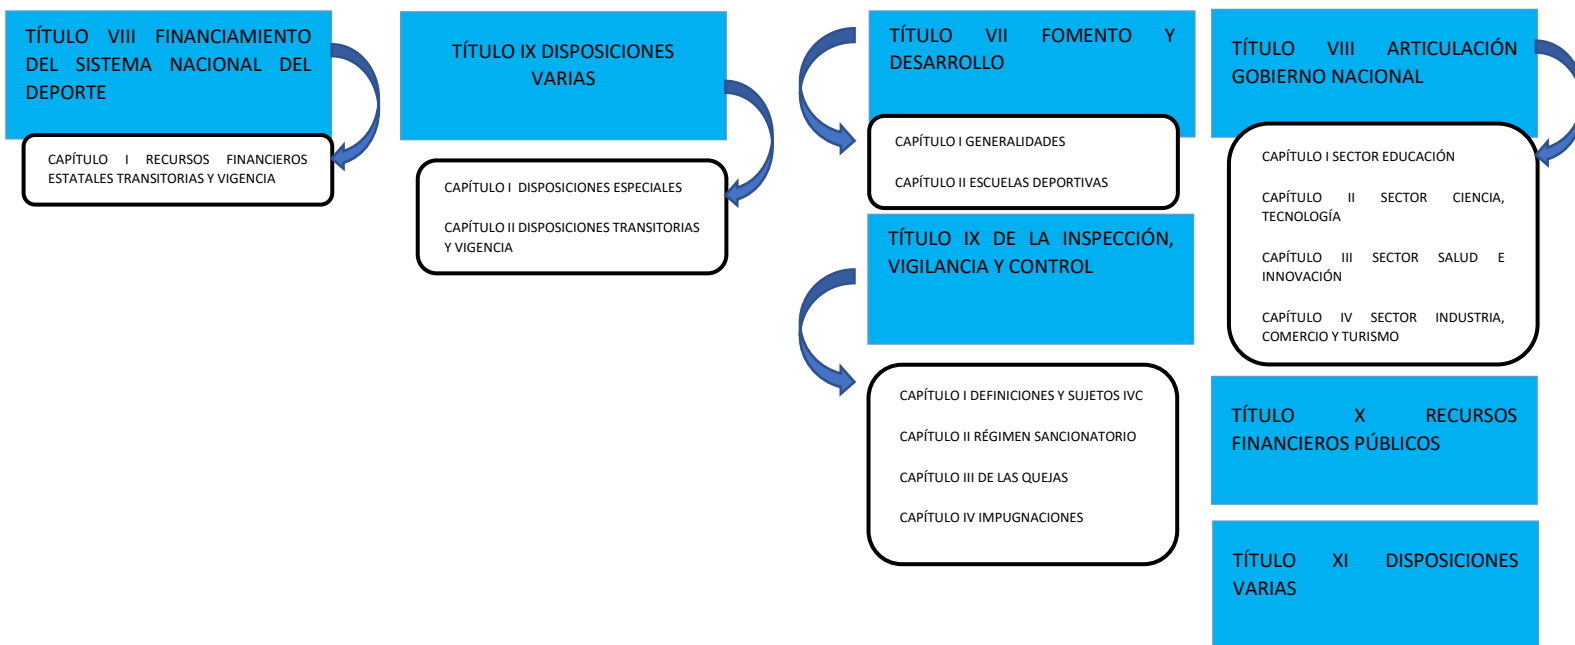 TÍTULO VIII FINANCIAMIENTO
DEL SISTEMA NACIONAL DEL
DEPORTE
CAPÍTULO I RECURSOS FINANCIEROS
ESTATALES TRANSITORIAS Y VIGENCIA
TÍTULO IX DISPOSICIONES
VARIAS
CAPÍTULO I DISPOSICIONES ESPECIALES
CAPÍTULO II DISPOSICIONES TRANSITORIAS
Y VIGENCIA
TÍTULO VII FOMENTO Y
DESARROLLO
CAPÍTULO I GENERALIDADES
CAPÍTULO II ESCUELAS DEPORTIVAS
TÍTULO VIII ARTICULACIÓN
GOBIERNO NACIONAL
CAPÍTULO I SECTOR EDUCACIÓN
CAPÍTULO II SECTOR CIENCIA,
TECNOLOGÍA
CAPÍTULO III SECTOR SALUD E
INNOVACIÓN
CAPÍTULO IV SECTOR INDUSTRIA,
COMERCIO Y TURISMO
TÍTULO IX DE LA INSPECCIÓN,
VIGILANCIA Y CONTROL
CAPÍTULO I DEFINICIONES Y SUJETOS IVC
CAPÍTULO II RÉGIMEN SANCIONATORIO
CAPÍTULO III DE LAS QUEJAS
CAPÍTULO IV IMPUGNACIONES
TÍTULO X RECURSOS
FINANCIEROS PÚBLICOS
TÍTULO XI DISPOSICIONES
VARIAS